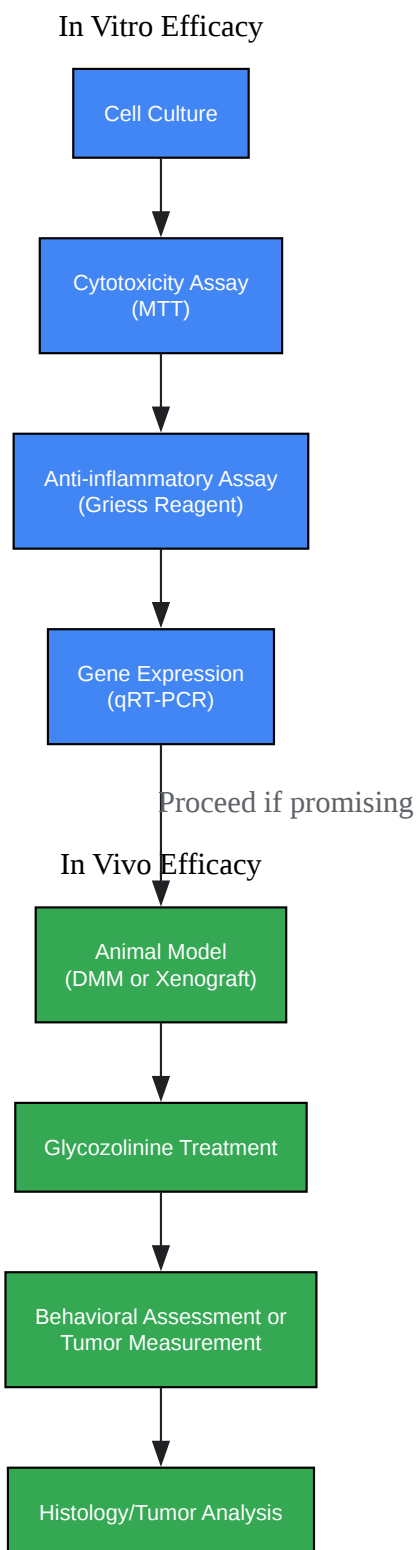 In Vitro Efficacy
Cell Culture
Cytotoxicity Assay
(MTT)
Anti-inflammatory Assay
(Griess Reagent)
Gene Expression
(qRT-PCR)
Proceed if promising
In Vivo Efficacy
Animal Model
(DMM or Xenograft)
Glycozolinine Treatment
Behavioral Assessment or
Tumor Measurement
Histology/Tumor Analysis